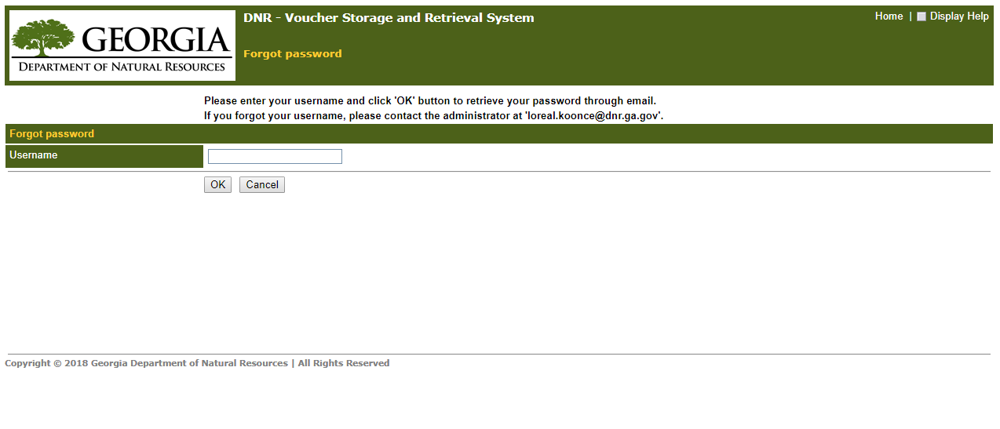 GEORGIA
DEPARTMENT OF NATURAL RESOURCES
DNR - Voucher Storage and Retrieval System
Home | Display Help
Forgot password
Please enter your username and click 'OK' button to retrieve your password through email.
If you forgot your username, please contact the administrator at 'loreal.koonce@dnr.ga.gov'.
Forgot password
Username
OK Cancel
Copyright © 2018 Georgia Department of Natural Resources | All Rights Reserved